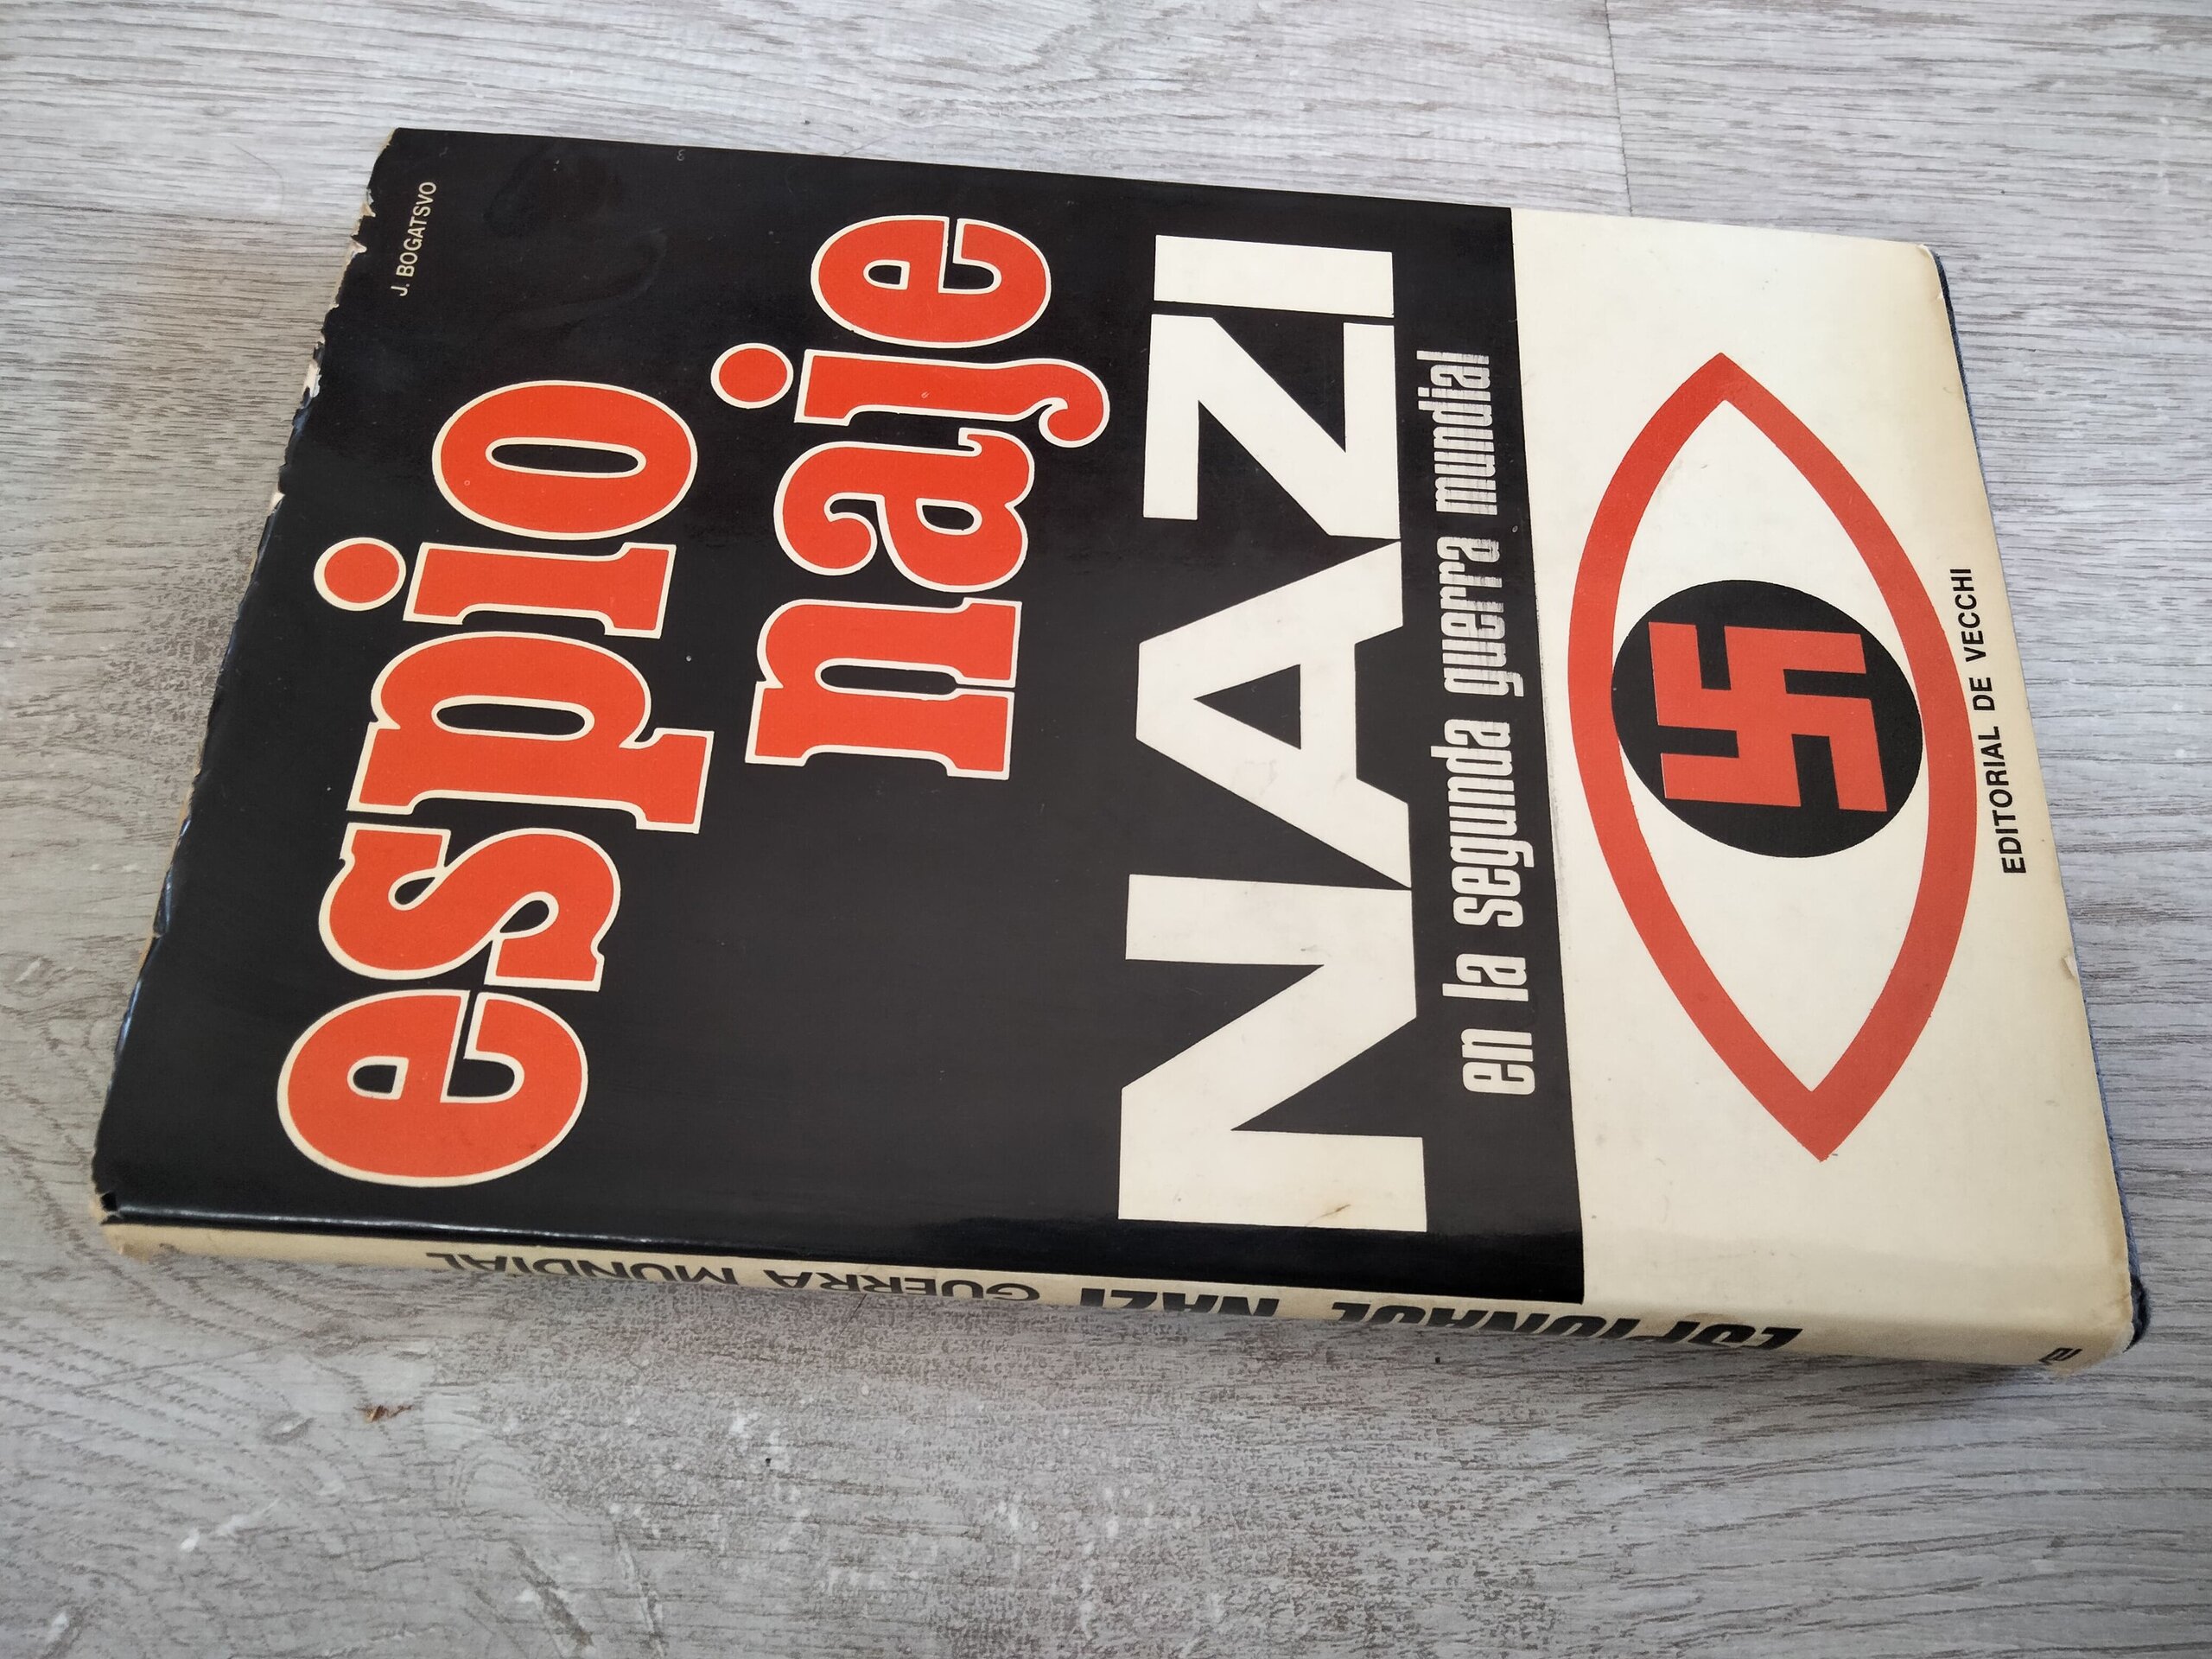 J. BOGATSVO
espio
naje
NAZI
en la segunda guerra mundial
EDITORIAL DE VECCHI
ESPIONAJE NAZI GUERRA MUNDIAL